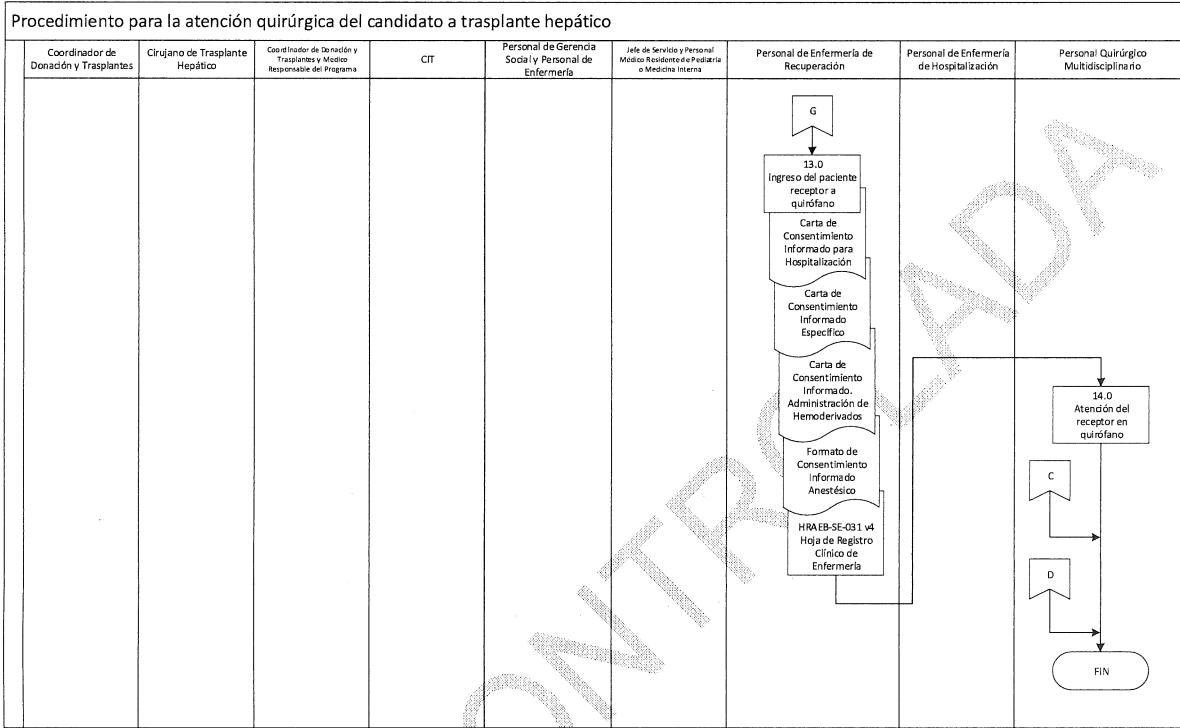 Procedimiento para la atención quirúrgica del candidato a trasplante hepático
Coordinador de
Donación y Trasplantes
Cirujano de Trasplante
Hepático
Coordinador de Donación y
Trasplantes y Medico
Responsable del Programa
CIT
Personal de Gerencia
Social y Personal de
Enfermería
Jefe de Servicio y Personal
Médico Residente de Pediatría
o Medicina Interna
Personal de Enfermería de
Recuperación
Personal de Enfermería
de Hospitalización
Personal Quirúrgico
Multidisciplinario
G
13.0
Ingreso del paciente
receptor a
quirófano
Carta de
Consentimiento
Informado para
Hospitalización
Carta de
Consentimiento
Informado
Específico
Carta de
Consentimiento
Informado.
Administración de
Hemoderivados
Formato de
Consentimiento
Informado
Anestésico
HRAEB-SE-031 v4
Hoja de Registro
Clínico de
Enfermería
14.0
Atención del
receptor en
quirófano
C
D
FIN
ONTROLADA